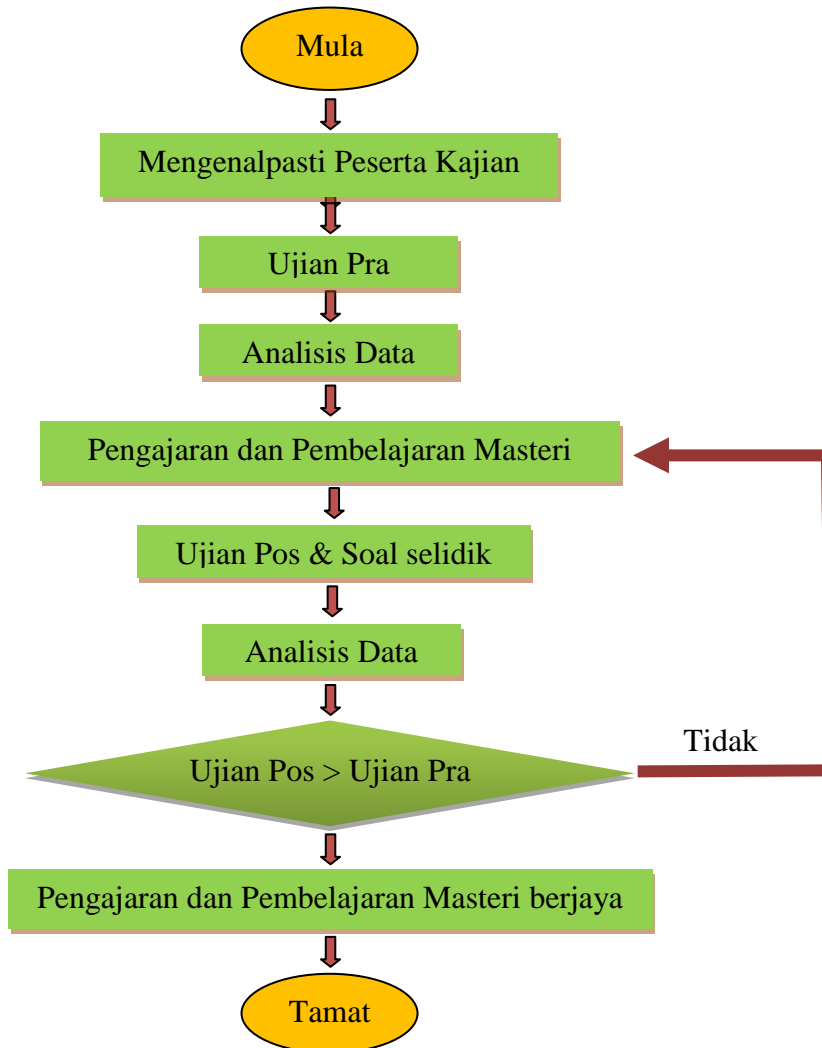 Mula
Mengenalpasti Peserta Kajian
Ujian Pra
Analisis Data
Pengajaran dan Pembelajaran Masteri
Ujian Pos & Soal selidik
Analisis Data
Ujian Pos > Ujian Pra
Tidak
Pengajaran dan Pembelajaran Masteri berjaya
Tamat